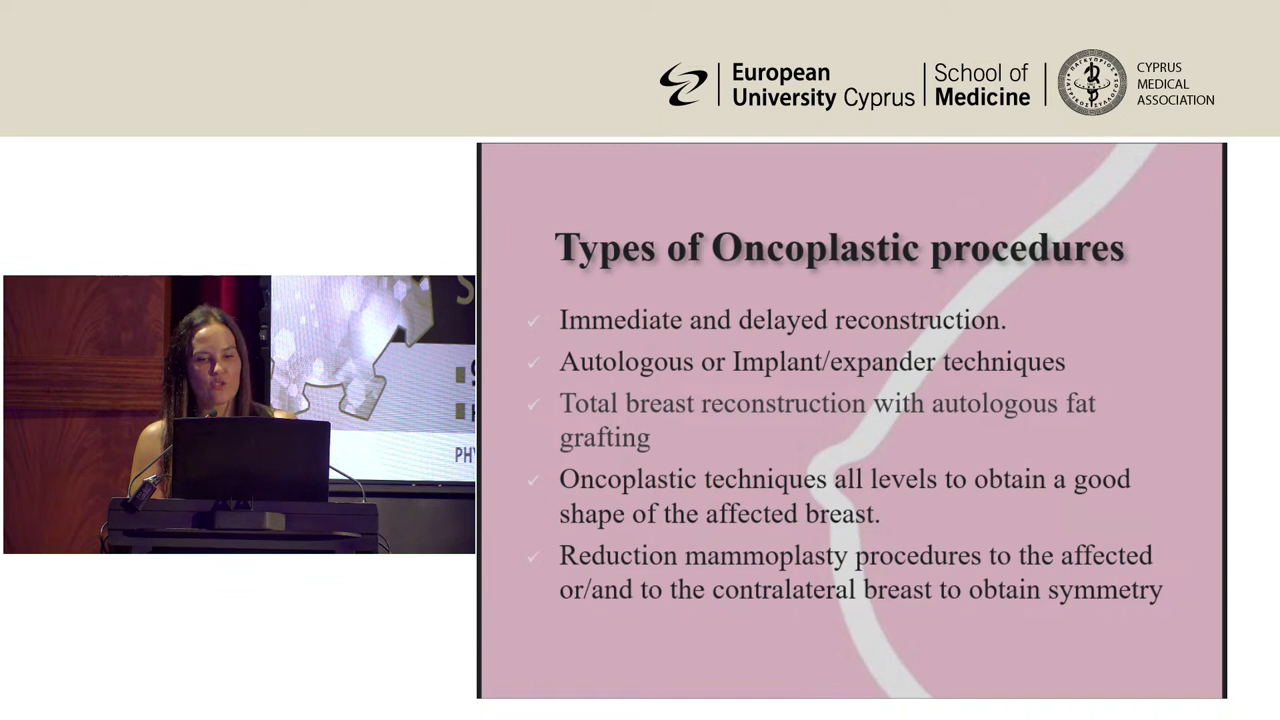 European
University Cyprus
School of
Medicine
CYPRUS
MEDICAL
ASSOCIATION
Types of Oncoplastic procedures
Immediate and delayed reconstruction.
Autologous or Implant/expander techniques
Total breast reconstruction with autologous fat
grafting
Oncoplastic techniques all levels to obtain a good
shape of the affected breast.
Reduction mammoplasty procedures to the affected
or/and to the contralateral breast to obtain symmetry
S
PHY